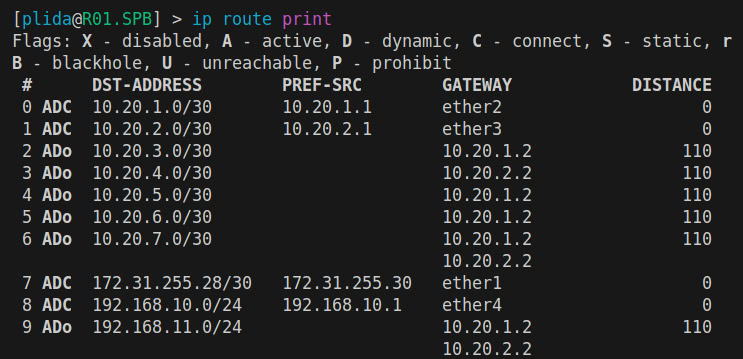 [plida@R01.SPB] > ip route print
Flags: X - disabled, A - active, D - dynamic, C - connect, S - static, r
B - blackhole, U - unreachable, P - prohibit
 #      DST-ADDRESS        PREF-SRC        GATEWAY            DISTANCE
 0 ADC  10.20.1.0/30       10.20.1.1       ether2                    0
 1 ADC  10.20.2.0/30       10.20.2.1       ether3                    0
 2 ADo  10.20.3.0/30                       10.20.1.2               110
 3 ADo  10.20.4.0/30                       10.20.2.2               110
 4 ADo  10.20.5.0/30                       10.20.1.2               110
 5 ADo  10.20.6.0/30                       10.20.1.2               110
 6 ADo  10.20.7.0/30                       10.20.1.2               110
                                           10.20.2.2
 7 ADC  172.31.255.28/30   172.31.255.30   ether1                    0
 8 ADC  192.168.10.0/24    192.168.10.1    ether4                    0
 9 ADo  192.168.11.0/24                    10.20.1.2               110
                                           10.20.2.2